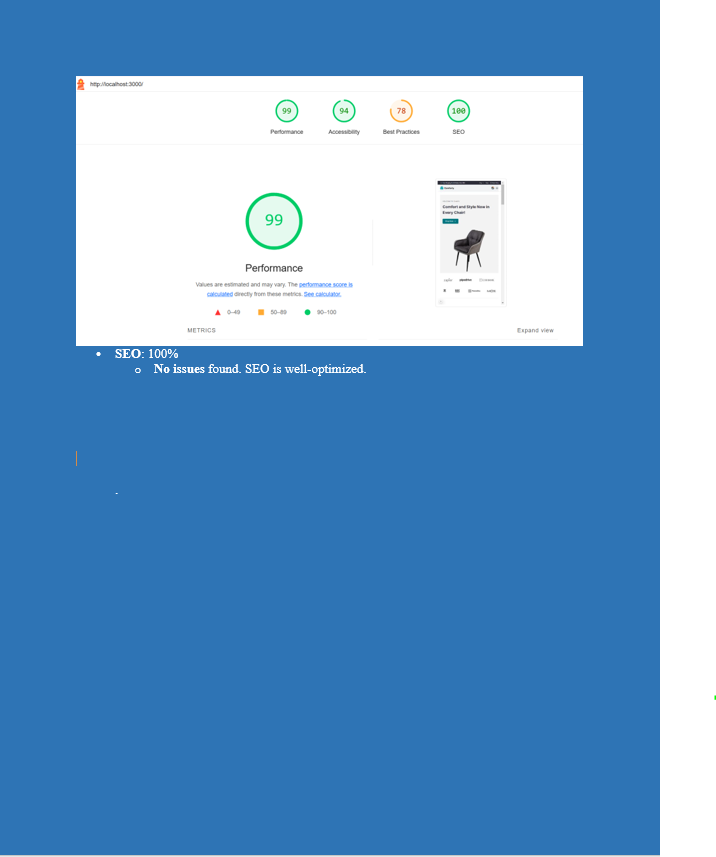 http://localhost:3000/
99
94
78
100
Performance
Accessibility
Best Practices
SEO
99
Performance
Values are estimated and may vary. The performance score is
calculated directly from these metrics. See calculator.
0–49
50–89
90–100
METRICS
Expand view
Comfort and Style Now in
Every Chair!
• SEO: 100%
o No issues found. SEO is well-optimized.
-